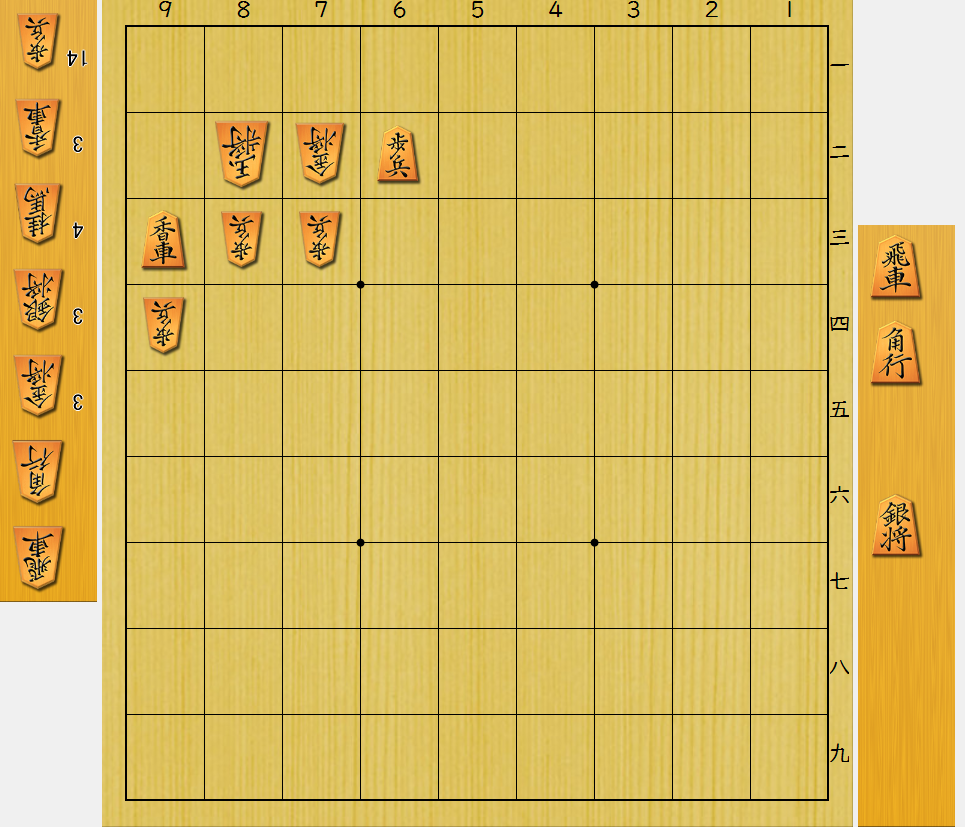 9 8 7 6 5 4 3 2 1
歩兵 14
香車 3
桂馬 4
銀将 3
金将 3
角行
飛車
一
玉将 金将 歩兵 二
香車 歩兵 歩兵 三
歩兵 四
五
六
七
八
九
飛車
角行
銀将